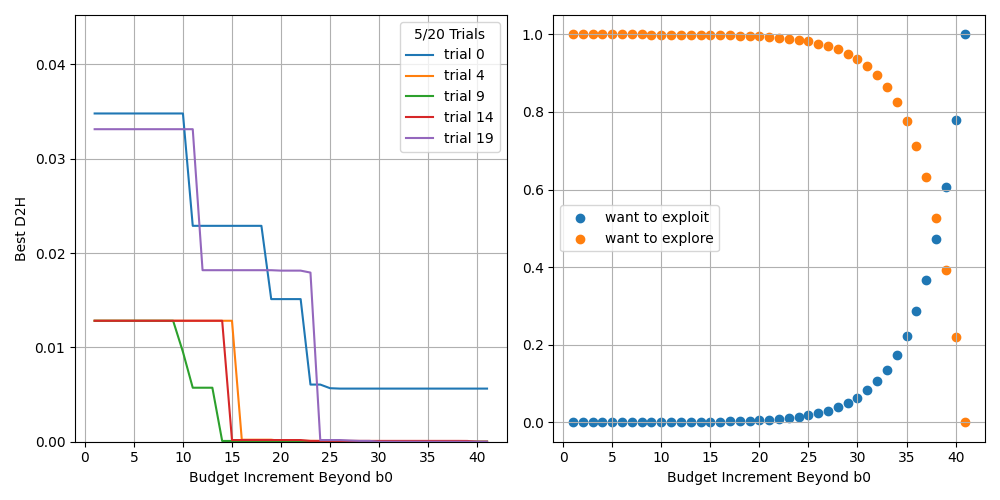 Best D2H
0.04
0.03
0.02
0.01
0.00
0 5 10 15 20 25 30 35 40
Budget Increment Beyond b0
5/20 Trials
trial 0
trial 4
trial 9
trial 14
trial 19
1.0
0.8
0.6
0.4
0.2
0.0
0 5 10 15 20 25 30 35 40
Budget Increment Beyond b0
want to exploit
want to explore